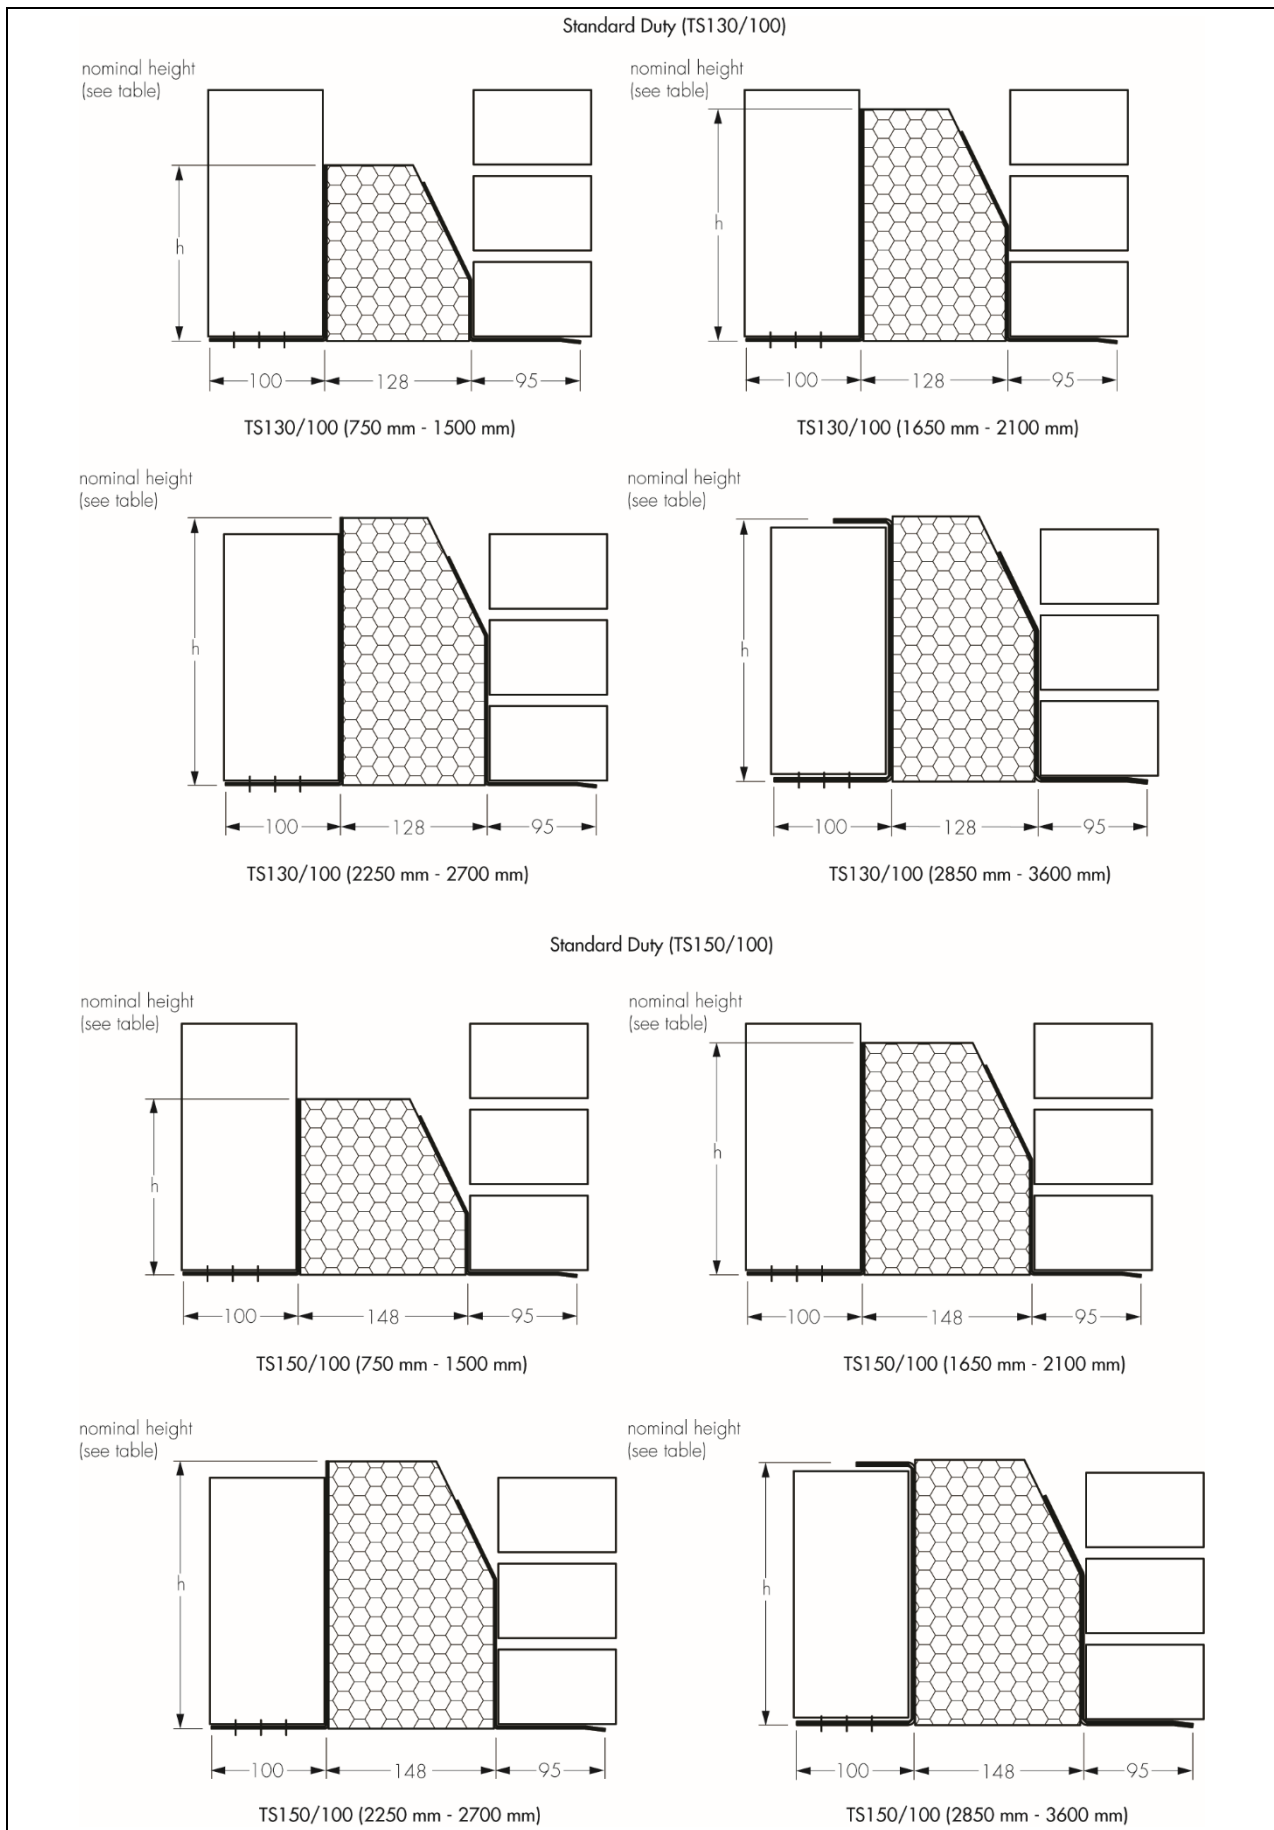 Standard Duty (TS130/100)
nominal height
(see table)
h
100
128
95
TS130/100 (750 mm - 1500 mm)
nominal height
(see table)
h
100
128
95
TS130/100 (1650 mm - 2100 mm)
nominal height
(see table)
h
100
128
95
TS130/100 (2250 mm - 2700 mm)
nominal height
(see table)
h
100
128
95
TS130/100 (2850 mm - 3600 mm)
Standard Duty (TS150/100)
nominal height
(see table)
h
100
148
95
TS150/100 (750 mm - 1500 mm)
nominal height
(see table)
h
100
148
95
TS150/100 (1650 mm - 2100 mm)
nominal height
(see table)
h
100
148
95
TS150/100 (2250 mm - 2700 mm)
nominal height
(see table)
h
100
148
95
TS150/100 (2850 mm - 3600 mm)